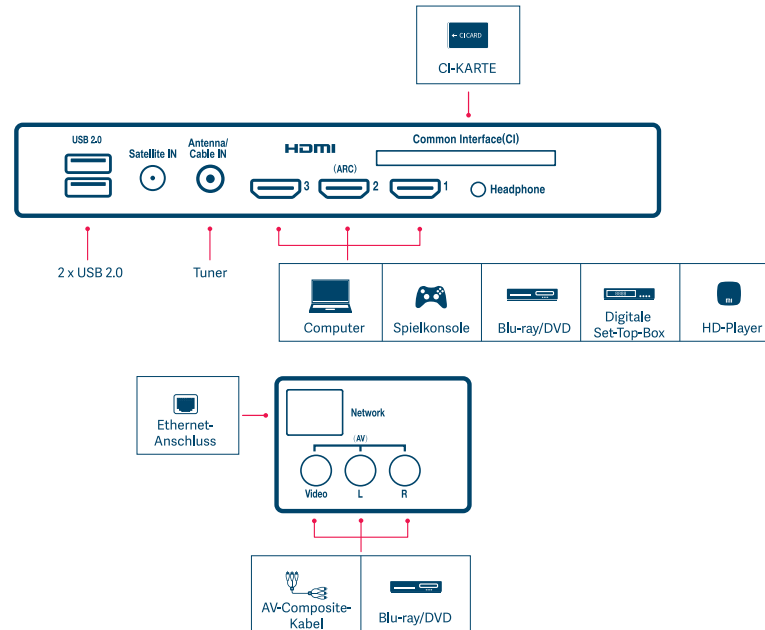 ← CICARD
CI-KARTE
USB 2.0
Satellite IN
Antenna/
Cable IN
HDMI
(ARC)
3
2
1
Common Interface(CI)
Headphone
2 x USB 2.0
Tuner
Computer
Spielkonsole
Blu-ray/DVD
Digitale
Set-Top-Box
mi
HD-Player
Ethernet-
Anschluss
Network
(AV)
Video
L
R
AV-Composite-
Kabel
Blu-ray/DVD